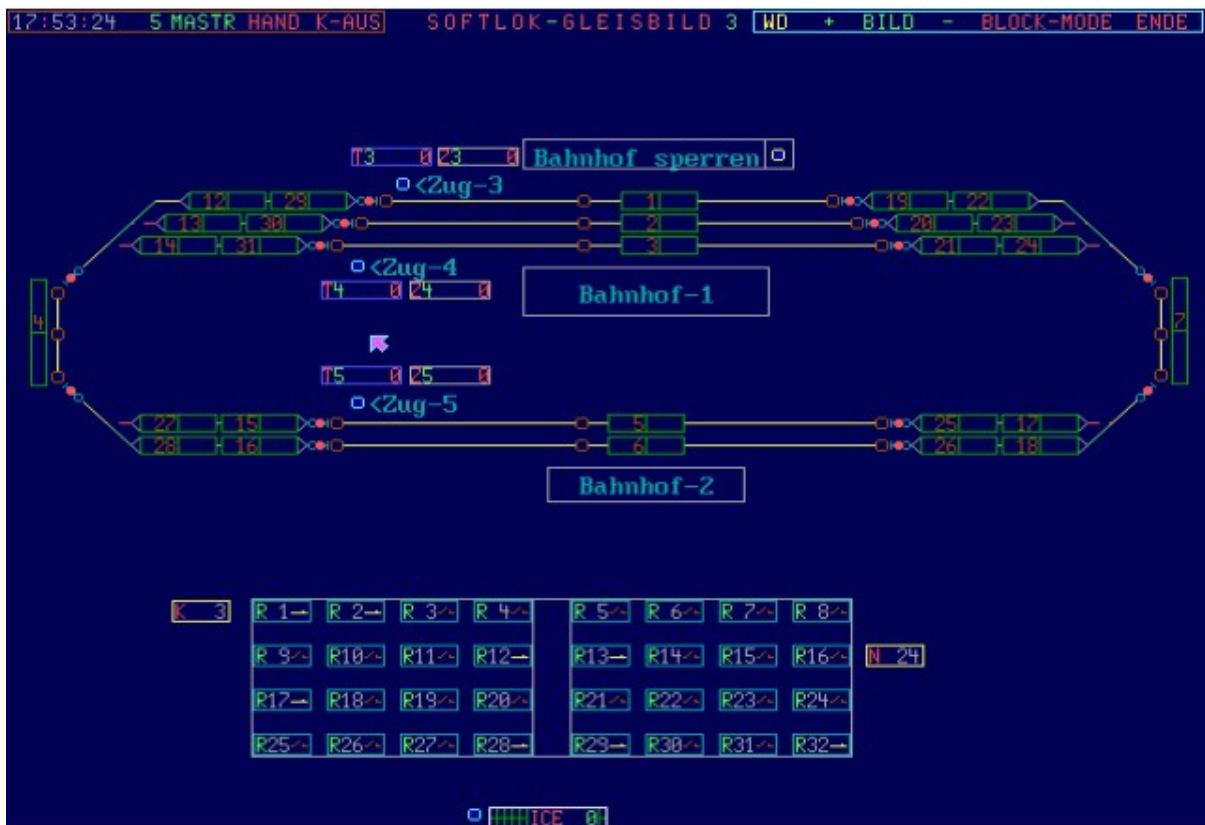 17:53:24 5 MASTR HAND K-AUS SOFTLOK-GLEISBILD 3 WD + BILD - BLOCK-MODE ENDE
T3 0 Z3 0 Bahnhof sperren
<Zug-3
12 29 1 19 22
13 30 2 20 23
14 31 3 21 24
<Zug-4
T4 0 Z4 0 Bahnhof-1
4 7
T5 0 Z5 0
<Zug-5
27 15 5 25 17
28 16 6 26 18
Bahnhof-2
K 3 R 1 R 2 R 3 R 4 R 5 R 6 R 7 R 8
R 9 R10 R11 R12 R13 R14 R15 R16 N 24
R17 R18 R19 R20 R21 R22 R23 R24
R25 R26 R27 R28 R29 R30 R31 R32
ICE 0